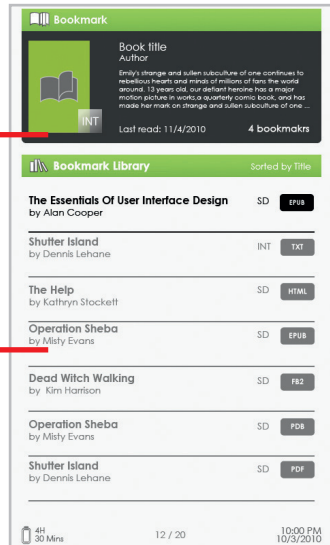 Bookmark
Book title
Author
Emily's strange and sullen subculture of one continues to
rebellious hearts and minds of millions of fans the world
around. 13 years old, our defiant heroine has a major
motion picture in works,a quarterly comic book, and has
made her mark on strange and sullen subculture of one ...
INT
Last read: 11/4/2010 4 bookmakrs
Bookmark Library Sorted by Title
The Essentials Of User Interface Design SD EPUB
by Alan Cooper
Shutter Island INT TXT
by Dennis Lehane
The Help SD HTML
by Kathryn Stockett
Operation Sheba SD EPUB
by Misty Evans
Dead Witch Walking SD FB2
by Kim Harrison
Operation Sheba SD PDB
by Misty Evans
Shutter Island SD PDF
by Dennis Lehane
4H
30 Mins
12 / 20
10:00 PM
10/3/2010